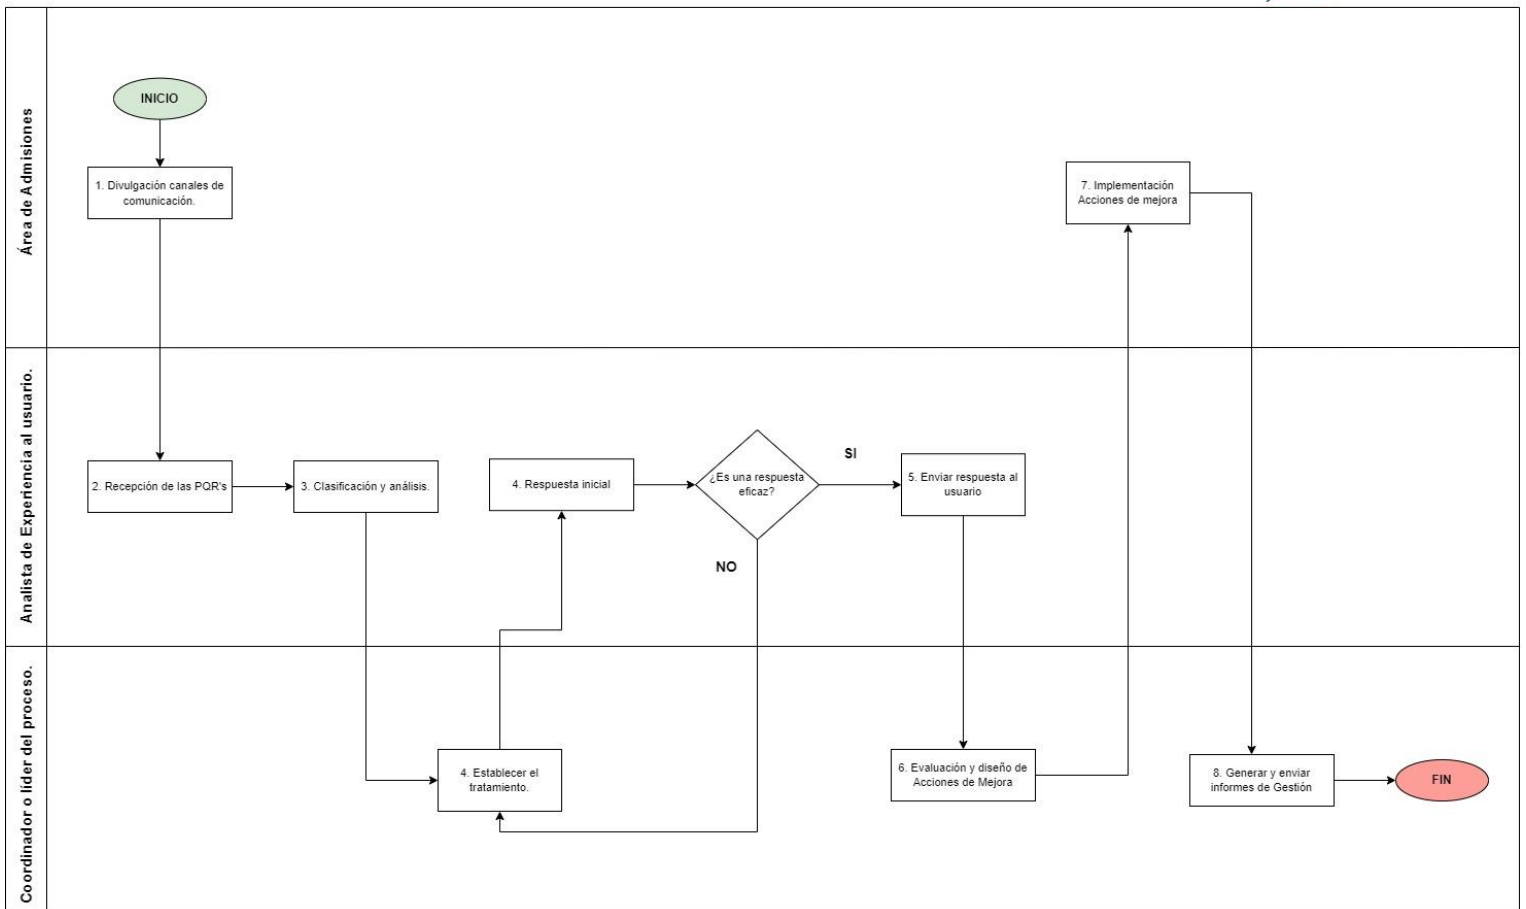 Área de Admisiones
INICIO
1. Divulgación canales de
comunicación.
7. Implementación
Acciones de mejora
Analista de Experiencia al usuario.
2. Recepción de las PQR's
3. Clasificación y análisis.
4. Respuesta inicial
¿Es una respuesta
eficaz?
SI
NO
5. Enviar respuesta al
usuario
Coordinador o líder del proceso.
4. Establecer el
tratamiento.
6. Evaluación y diseño de
Acciones de Mejora
8. Generar y enviar
informes de Gestión
FIN